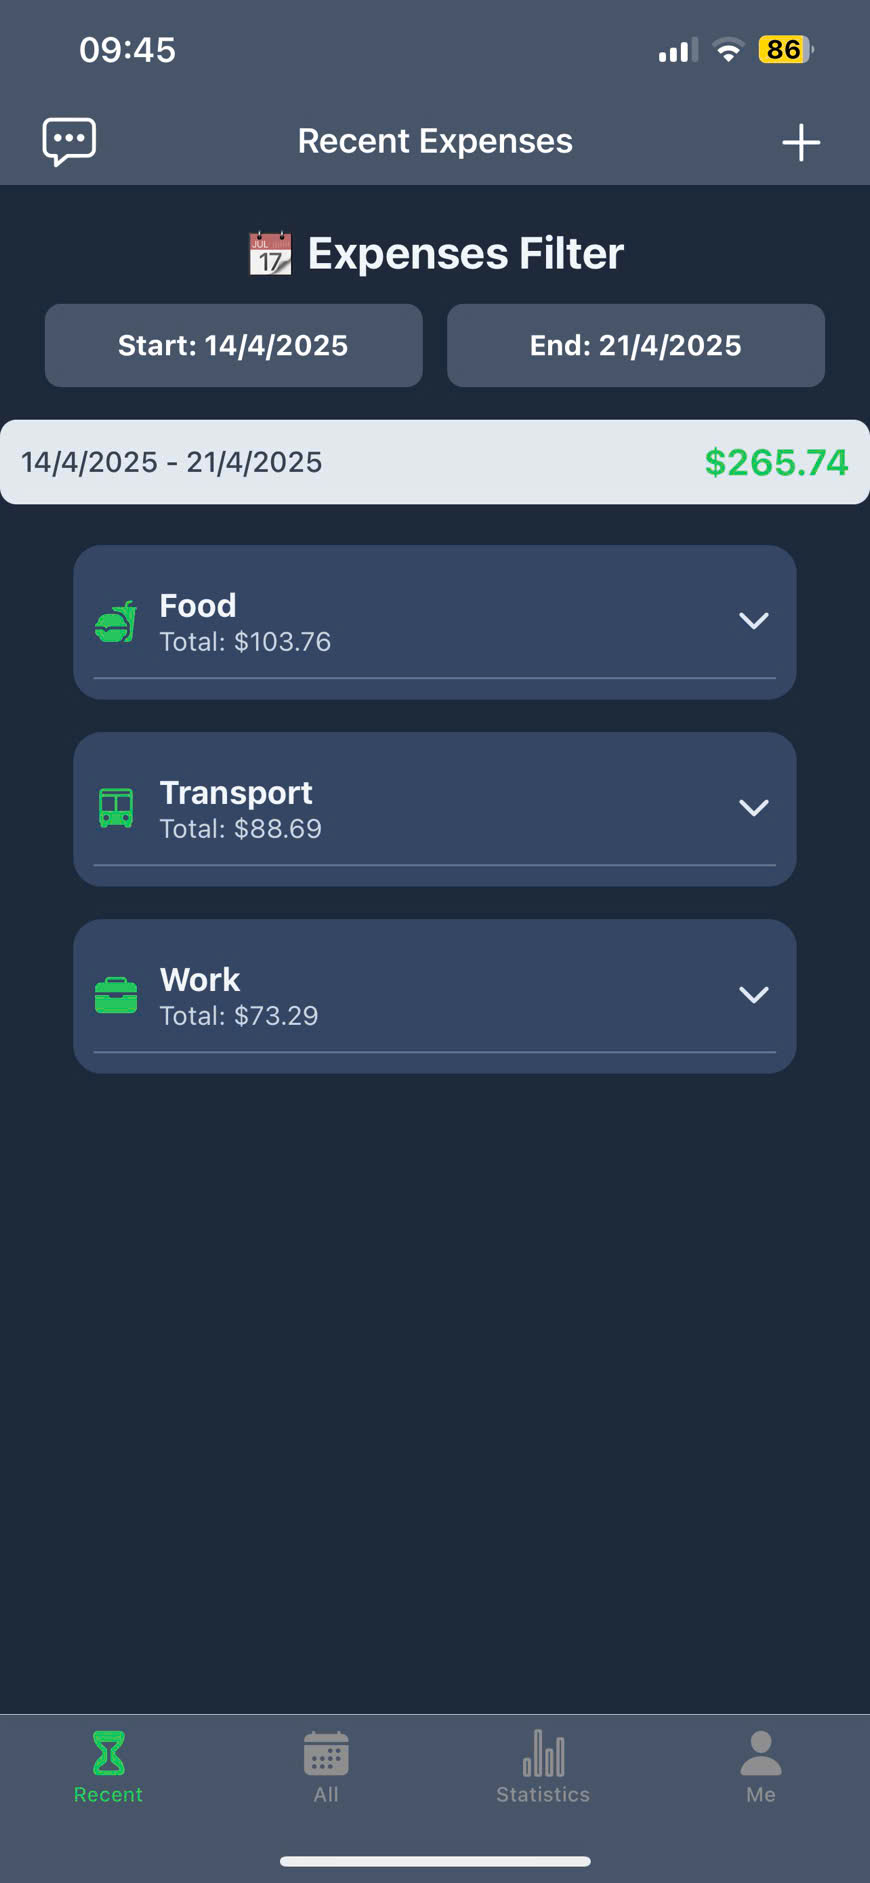 09:45
86
Recent Expenses
JUL
17
Expenses Filter
Start: 14/4/2025
End: 21/4/2025
14/4/2025 - 21/4/2025
$265.74
Food
Total: $103.76
Transport
Total: $88.69
Work
Total: $73.29
Recent
All
Statistics
Me